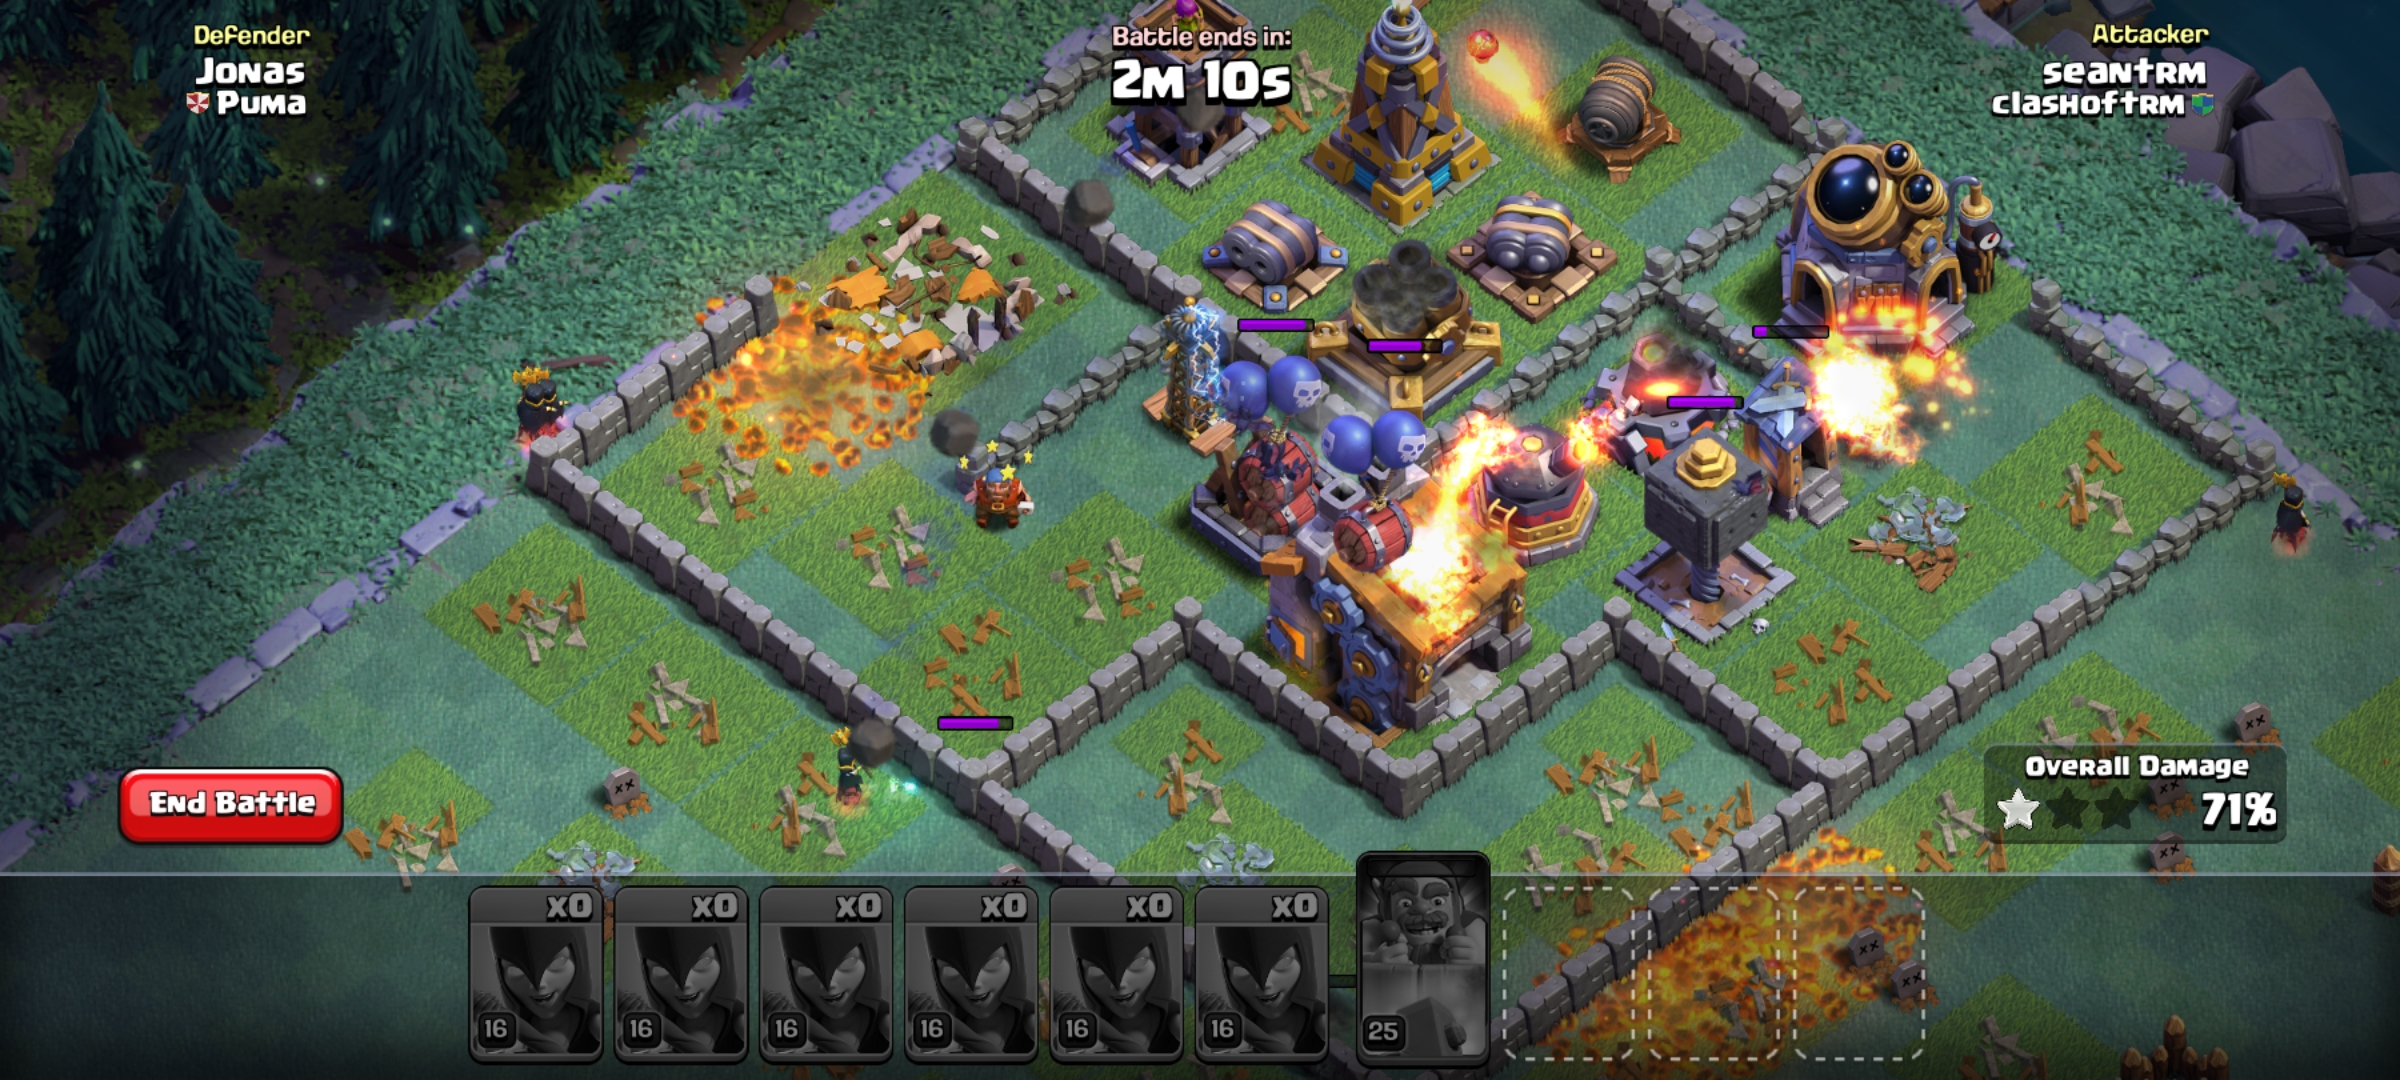 Defender
Jonas
Puma
Battle ends in:
2M 10s
Attacker
seantRM
clashoftRM
End Battle
Overall Damage
71%
x0
x0
x0
x0
x0
x0
16
16
16
16
16
16
25